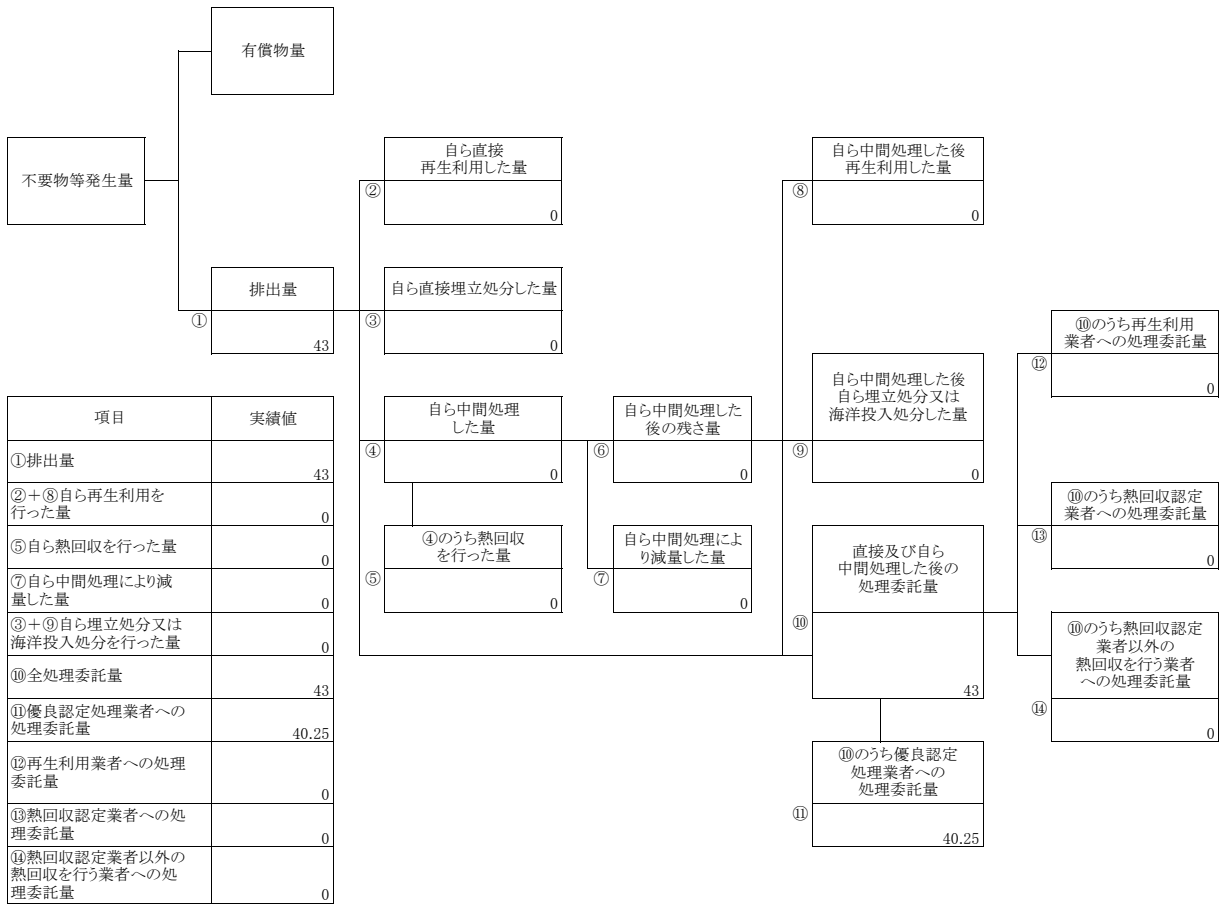 有償物量
不要物等発生量
自ら直接
再生利用した量
②
0
自ら中間処理した後
再生利用した量
⑧
0
排出量
①
43
自ら直接埋立処分した量
③
0
⑩のうち再生利用
業者への処理委託量
⑫
0
自ら中間処理
した量
④
0
自ら中間処理した
後の残さ量
⑥
0
自ら中間処理した後
自ら埋立処分又は
海洋投入処分した量
⑨
0
⑩のうち熱回収認定
業者への処理委託量
⑬
0
④のうち熱回収
を行った量
⑤
0
自ら中間処理によ
り減量した量
⑦
0
直接及び自ら
中間処理した後の
処理委託量
⑩
43
⑩のうち熱回収認定
業者以外の
熱回収を行う業者
への処理委託量
⑭
0
⑩のうち優良認定
処理業者への
処理委託量
⑪
40.25
項目 実績値
①排出量
43
②+⑧自ら再生利用を
行った量
0
⑤自ら熱回収を行った量
0
⑦自ら中間処理により減
量した量
0
③+⑨自ら埋立処分又は
海洋投入処分を行った量
0
⑩全処理委託量
43
⑪優良認定処理業者への
処理委託量
40.25
⑫再生利用業者への処理
委託量
0
⑬熱回収認定業者への処
理委託量
0
⑭熱回収認定業者以外の
熱回収を行う業者への処
理委託量
0